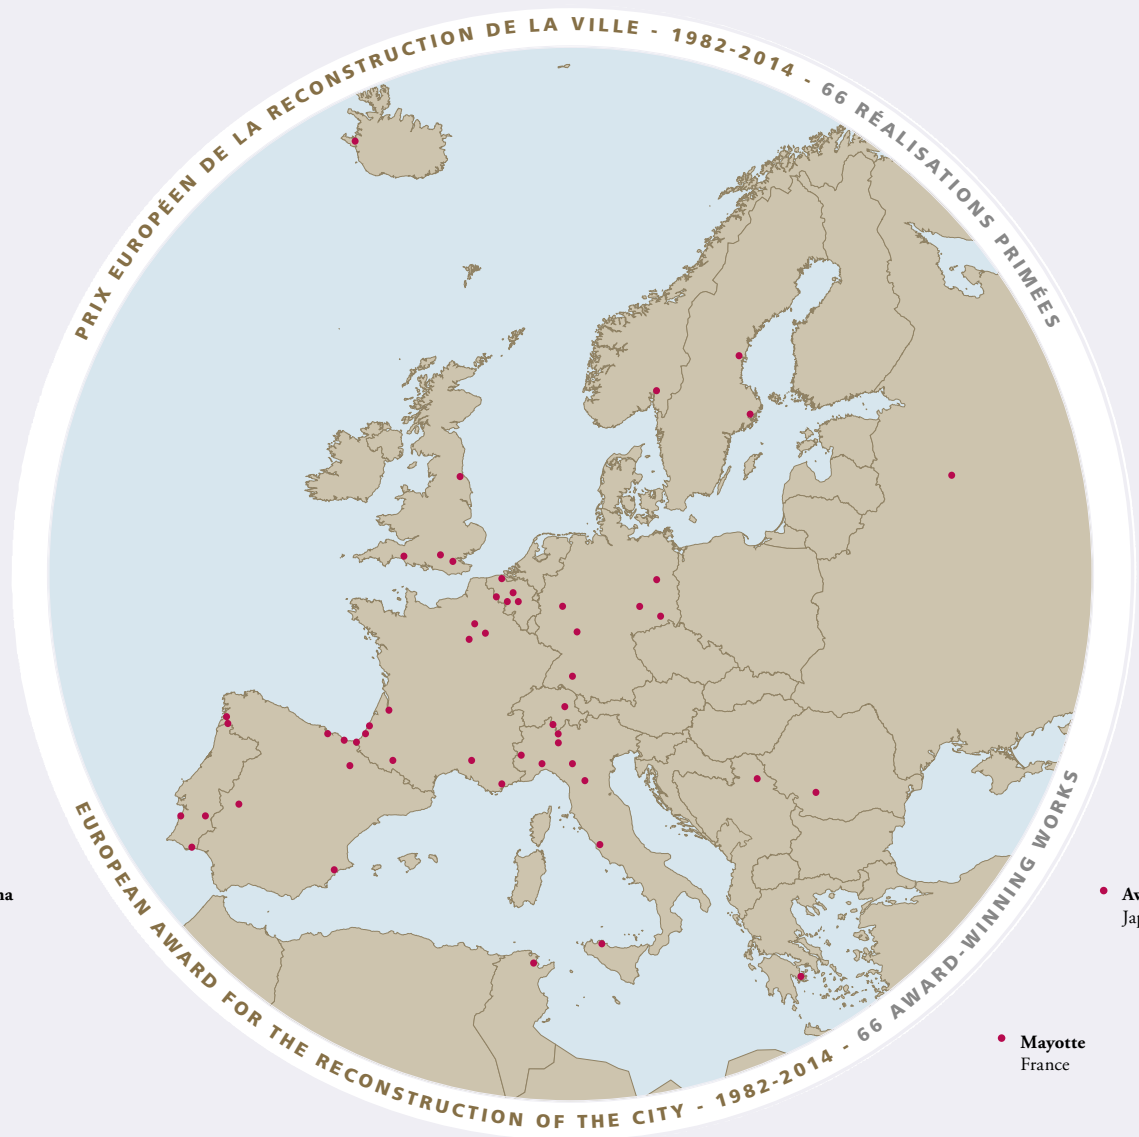 PRIX EUROPÉEN DE LA RECONSTRUCTION DE LA VILLE - 1982-2014 - 66 RÉALISATIONS PRIMÉES
EUROPEAN AWARD FOR THE RECONSTRUCTION OF THE CITY - 1982-2014 - 66 AWARD-WINNING WORKS
Mayotte
France